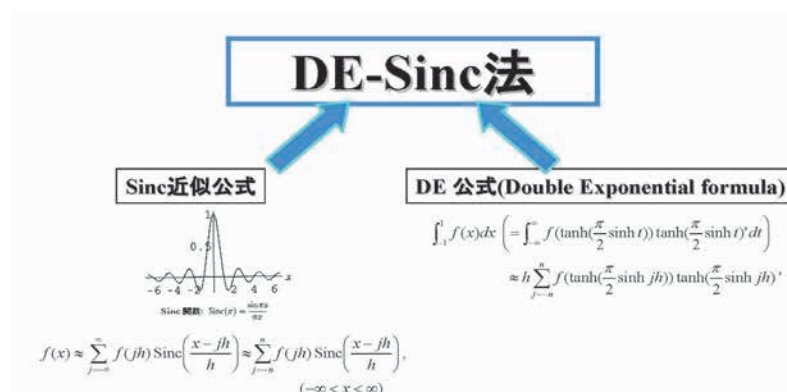 DE-Sinc法
Sinc近似公式
1
0.5
-6 -4 -2 2 4 6 x
Sinc 関数: Sinc(x) = sin πx / πx
f(x) ≈ ∑_{j=-∞}^{∞} f(jh) Sinc((x - jh)/h) ≈ ∑_{j=-n}^{n} f(jh) Sinc((x - jh)/h),
(-∞ < x < ∞)
DE 公式(Double Exponential formula)
∫_{-1}^{1} f(x)dx (= ∫_{-∞}^{∞} f(tanh(π/2 sinh t)) tanh(π/2 sinh t)' dt)
≈ h ∑_{j=-n}^{n} f(tanh(π/2 sinh jh)) tanh(π/2 sinh jh)'